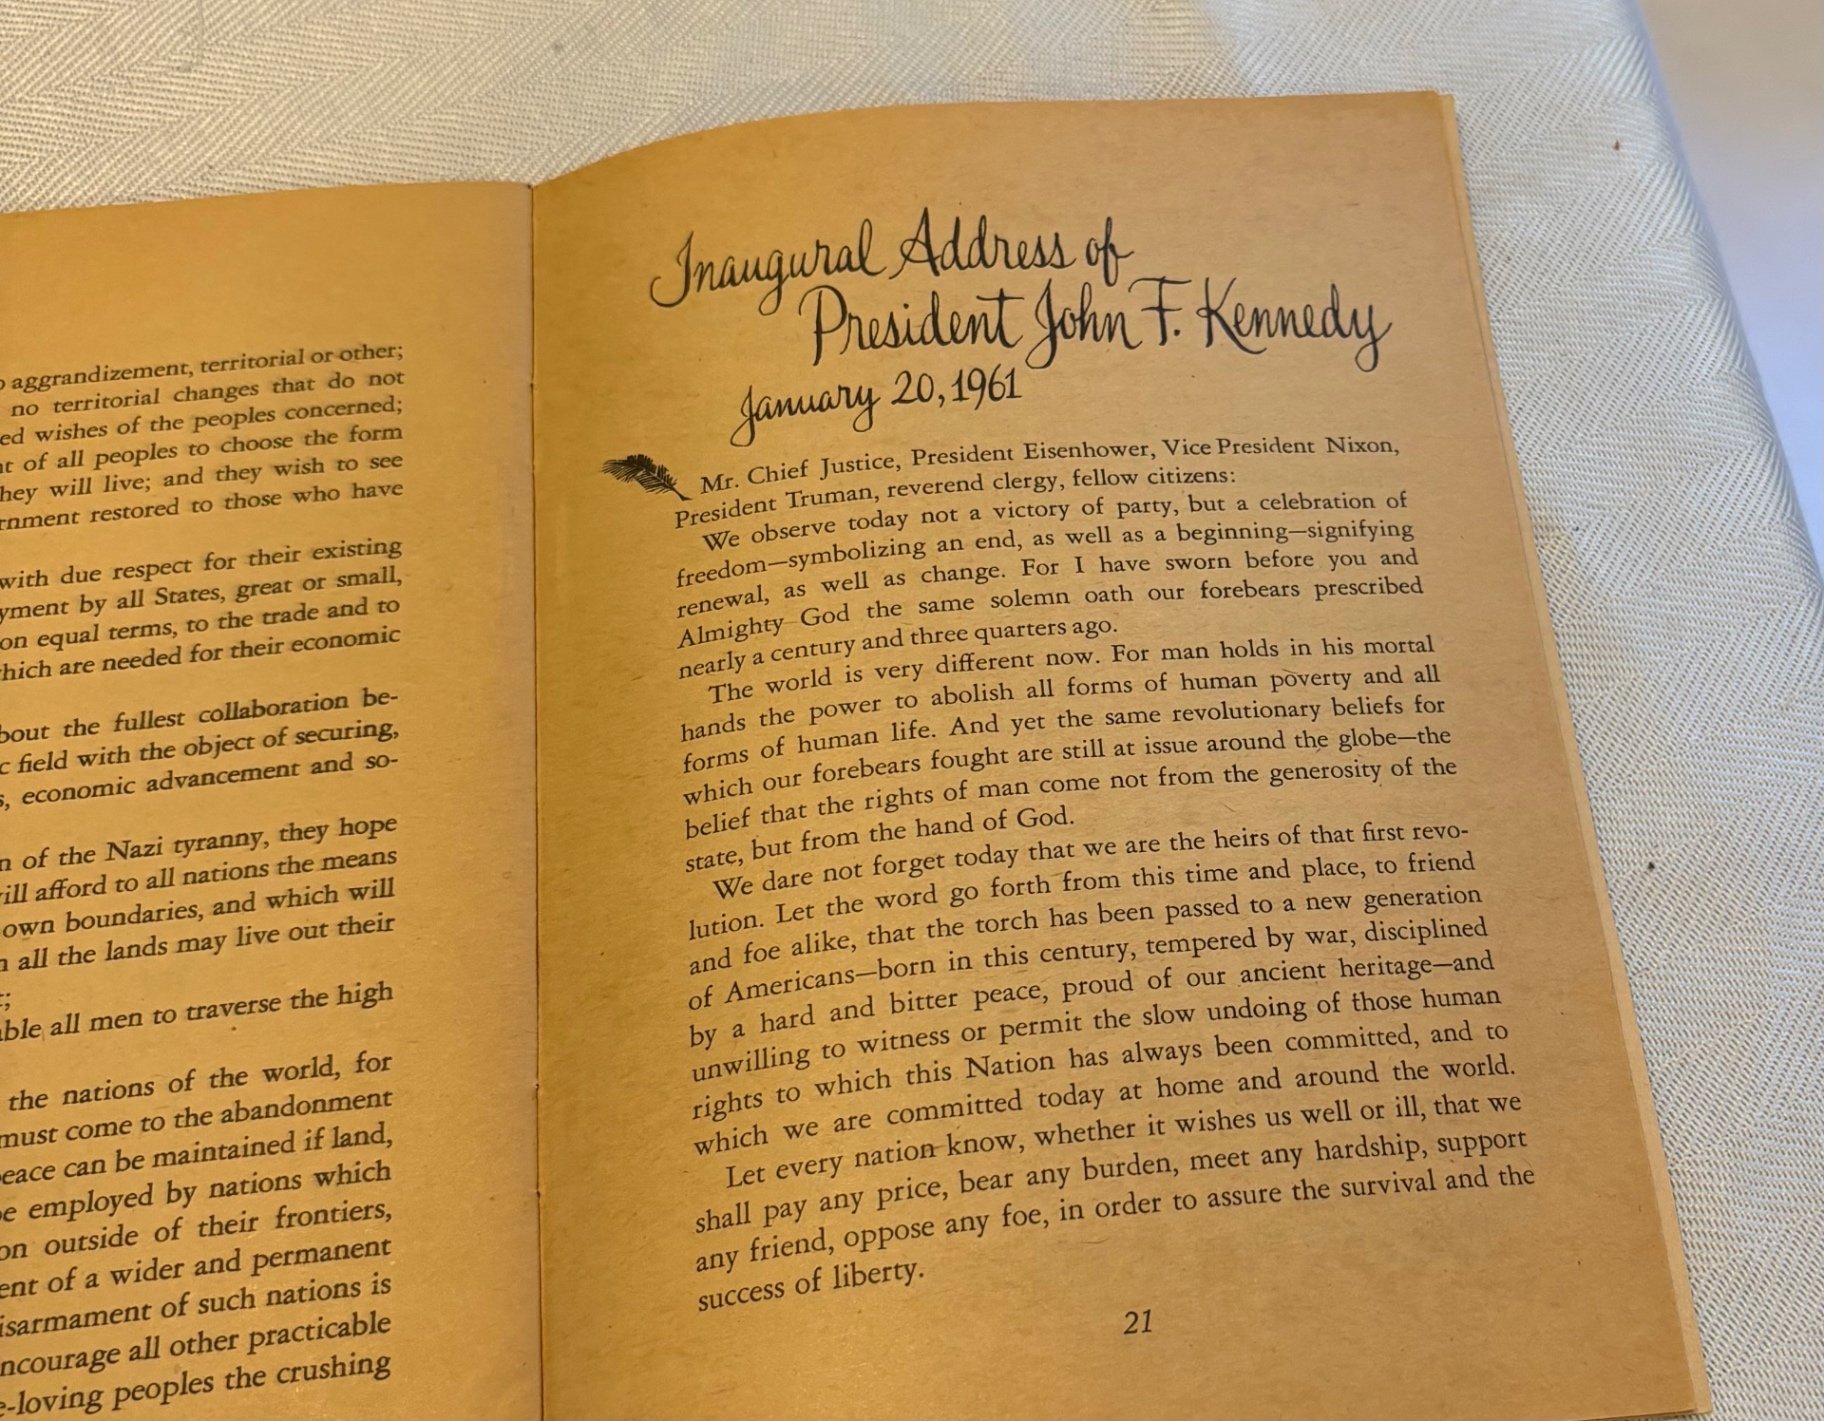 aggrandizement, territorial or other;
no territorial changes that do not
wishes of the peoples concerned;
of all peoples to choose the form
they will live; and they wish to see
restored to those who have
with due respect for their existing
by all States, great or small,
on equal terms, to the trade and to
which are needed for their economic
the fullest collaboration be-
field with the object of securing,
economic advancement and so-
of the Nazi tyranny, they hope
will afford to all nations the means
own boundaries, and which will
all the lands may live out their
all men to traverse the high
the nations of the world, for
must come to the abandonment
peace can be maintained if land,
employed by nations which
outside of their frontiers,
of a wider and permanent
disarmament of such nations is
encourage all other practicable
-loving peoples the crushing
Inaugural Address of
President John F. Kennedy
January 20, 1961
Mr. Chief Justice, President Eisenhower, Vice President Nixon,
President Truman, reverend clergy, fellow citizens:
We observe today not a victory of party, but a celebration of
freedom—symbolizing an end, as well as a beginning—signifying
renewal, as well as change. For I have sworn before you and
Almighty God the same solemn oath our forebears prescribed
nearly a century and three quarters ago.
The world is very different now. For man holds in his mortal
hands the power to abolish all forms of human poverty and all
forms of human life. And yet the same revolutionary beliefs for
which our forebears fought are still at issue around the globe—the
belief that the rights of man come not from the generosity of the
state, but from the hand of God.
We dare not forget today that we are the heirs of that first revo-
lution. Let the word go forth from this time and place, to friend
and foe alike, that the torch has been passed to a new generation
of Americans—born in this century, tempered by war, disciplined
by a hard and bitter peace, proud of our ancient heritage—and
unwilling to witness or permit the slow undoing of those human
rights to which this Nation has always been committed, and to
which we are committed today at home and around the world.
Let every nation know, whether it wishes us well or ill, that we
shall pay any price, bear any burden, meet any hardship, support
any friend, oppose any foe, in order to assure the survival and the
success of liberty.
21